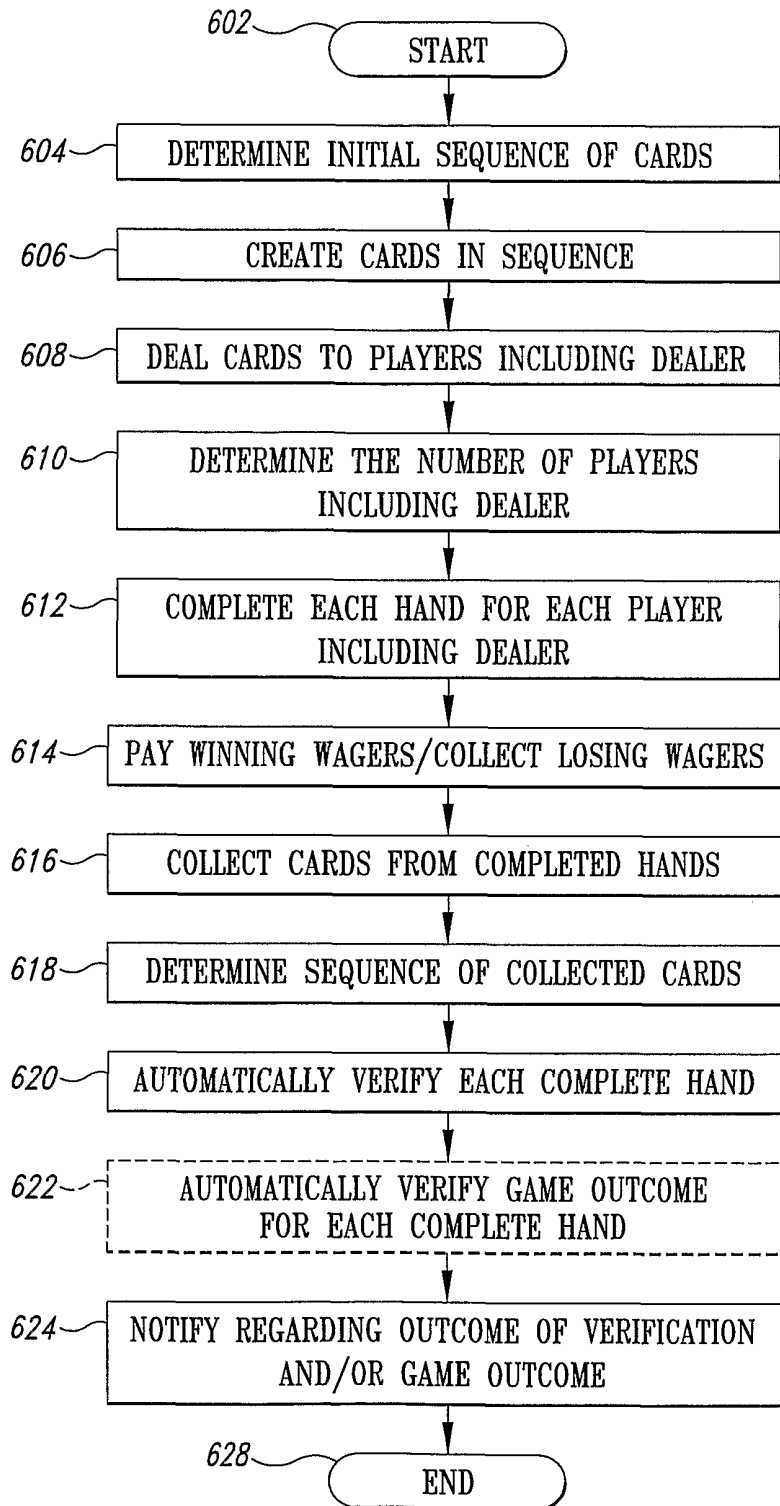 602
START
604
DETERMINE INITIAL SEQUENCE OF CARDS
606
CREATE CARDS IN SEQUENCE
608
DEAL CARDS TO PLAYERS INCLUDING DEALER
610
DETERMINE THE NUMBER OF PLAYERS
INCLUDING DEALER
612
COMPLETE EACH HAND FOR EACH PLAYER
INCLUDING DEALER
614
PAY WINNING WAGERS/COLLECT LOSING WAGERS
616
COLLECT CARDS FROM COMPLETED HANDS
618
DETERMINE SEQUENCE OF COLLECTED CARDS
620
AUTOMATICALLY VERIFY EACH COMPLETE HAND
622
AUTOMATICALLY VERIFY GAME OUTCOME
FOR EACH COMPLETE HAND
624
NOTIFY REGARDING OUTCOME OF VERIFICATION
AND/OR GAME OUTCOME
628
END